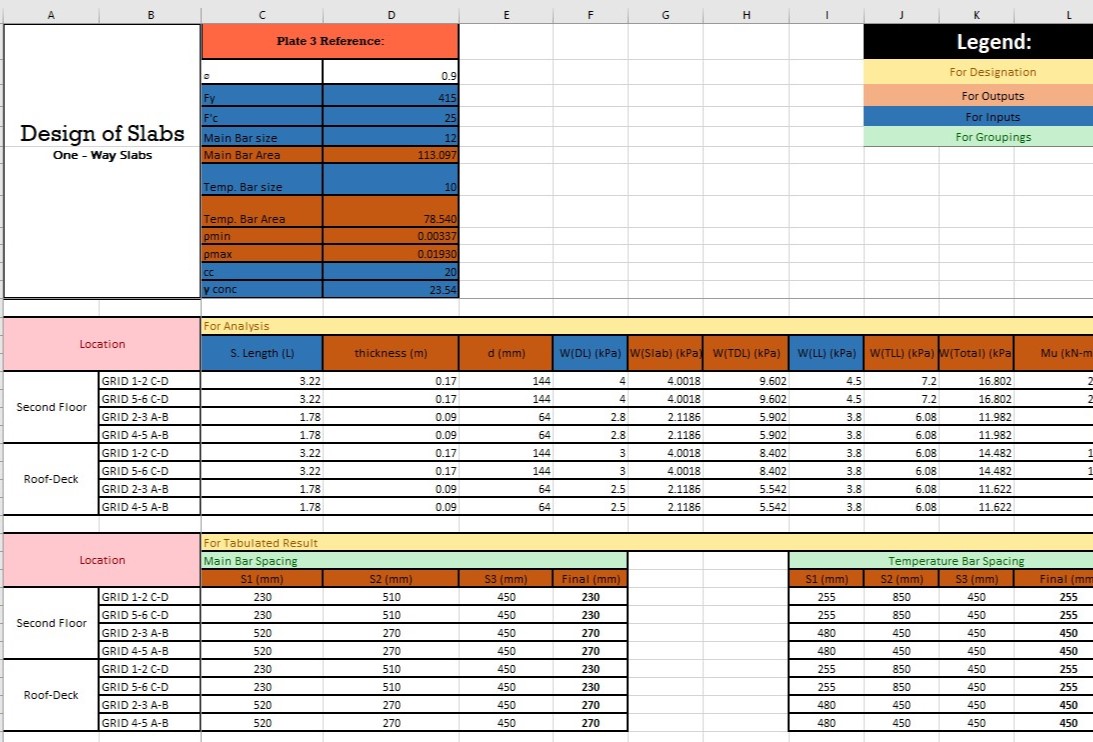 A B C D E F G H I J K L
Plate 3 Reference: Legend:
ø 0.9 For Designation
Fy 415 For Outputs
F'c 25 For Inputs
Design of Slabs Main Bar size 12 For Groupings
One - Way Slabs Main Bar Area 113.097
Temp. Bar size 10
Temp. Bar Area 78.540
ρmin 0.00337
ρmax 0.01930
cc 20
γ conc 23.54
Location For Analysis
S. Length (L) thickness (m) d (mm) W(DL) (kPa) W(Slab) (kPa) W(TDL) (kPa) W(LL) (kPa) W(TLL) (kPa) W(Total) (kPa Mu (kN-m
Second Floor GRID 1-2 C-D 3.22 0.17 144 4 4.0018 9.602 4.5 7.2 16.802 2
GRID 5-6 C-D 3.22 0.17 144 4 4.0018 9.602 4.5 7.2 16.802 2
GRID 2-3 A-B 1.78 0.09 64 2.8 2.1186 5.902 3.8 6.08 11.982
GRID 4-5 A-B 1.78 0.09 64 2.8 2.1186 5.902 3.8 6.08 11.982
Roof-Deck GRID 1-2 C-D 3.22 0.17 144 3 4.0018 8.402 3.8 6.08 14.482 1
GRID 5-6 C-D 3.22 0.17 144 3 4.0018 8.402 3.8 6.08 14.482 1
GRID 2-3 A-B 1.78 0.09 64 2.5 2.1186 5.542 3.8 6.08 11.622
GRID 4-5 A-B 1.78 0.09 64 2.5 2.1186 5.542 3.8 6.08 11.622
Location For Tabulated Result
Main Bar Spacing Temperature Bar Spacing
S1 (mm) S2 (mm) S3 (mm) Final (mm) S1 (mm) S2 (mm) S3 (mm) Final (mm
Second Floor GRID 1-2 C-D 230 510 450 230 255 850 450 255
GRID 5-6 C-D 230 510 450 230 255 850 450 255
GRID 2-3 A-B 520 270 450 270 480 450 450 450
GRID 4-5 A-B 520 270 450 270 480 450 450 450
Roof-Deck GRID 1-2 C-D 230 510 450 230 255 850 450 255
GRID 5-6 C-D 230 510 450 230 255 850 450 255
GRID 2-3 A-B 520 270 450 270 480 450 450 450
GRID 4-5 A-B 520 270 450 270 480 450 450 450